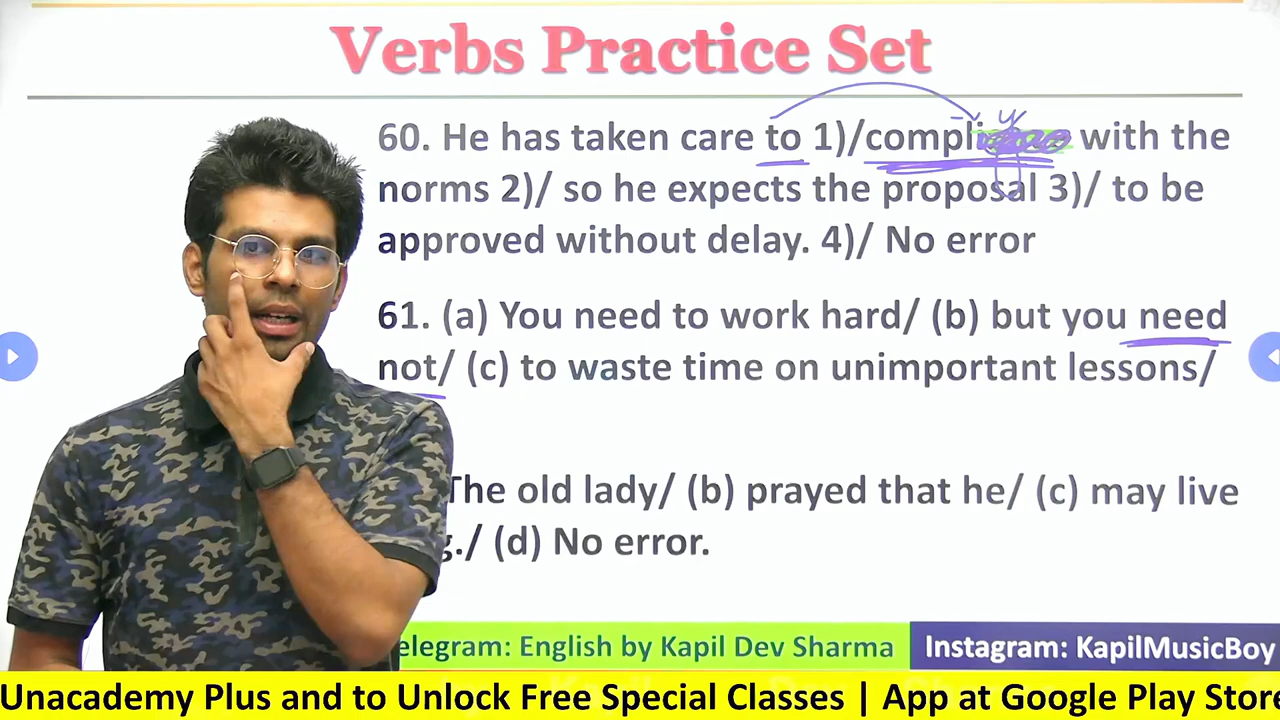 Verbs Practice Set
60. He has taken care to 1)/compli with the
y
norms 2)/ so he expects the proposal 3)/ to be
approved without delay. 4)/ No error
61. (a) You need to work hard/ (b) but you need
not/ (c) to waste time on unimportant lessons/
The old lady/ (b) prayed that he/ (c) may live
g./ (d) No error.
elegram: English by Kapil Dev Sharma
Instagram: KapilMusicBoy
Unacademy Plus and to Unlock Free Special Classes | App at Google Play Store